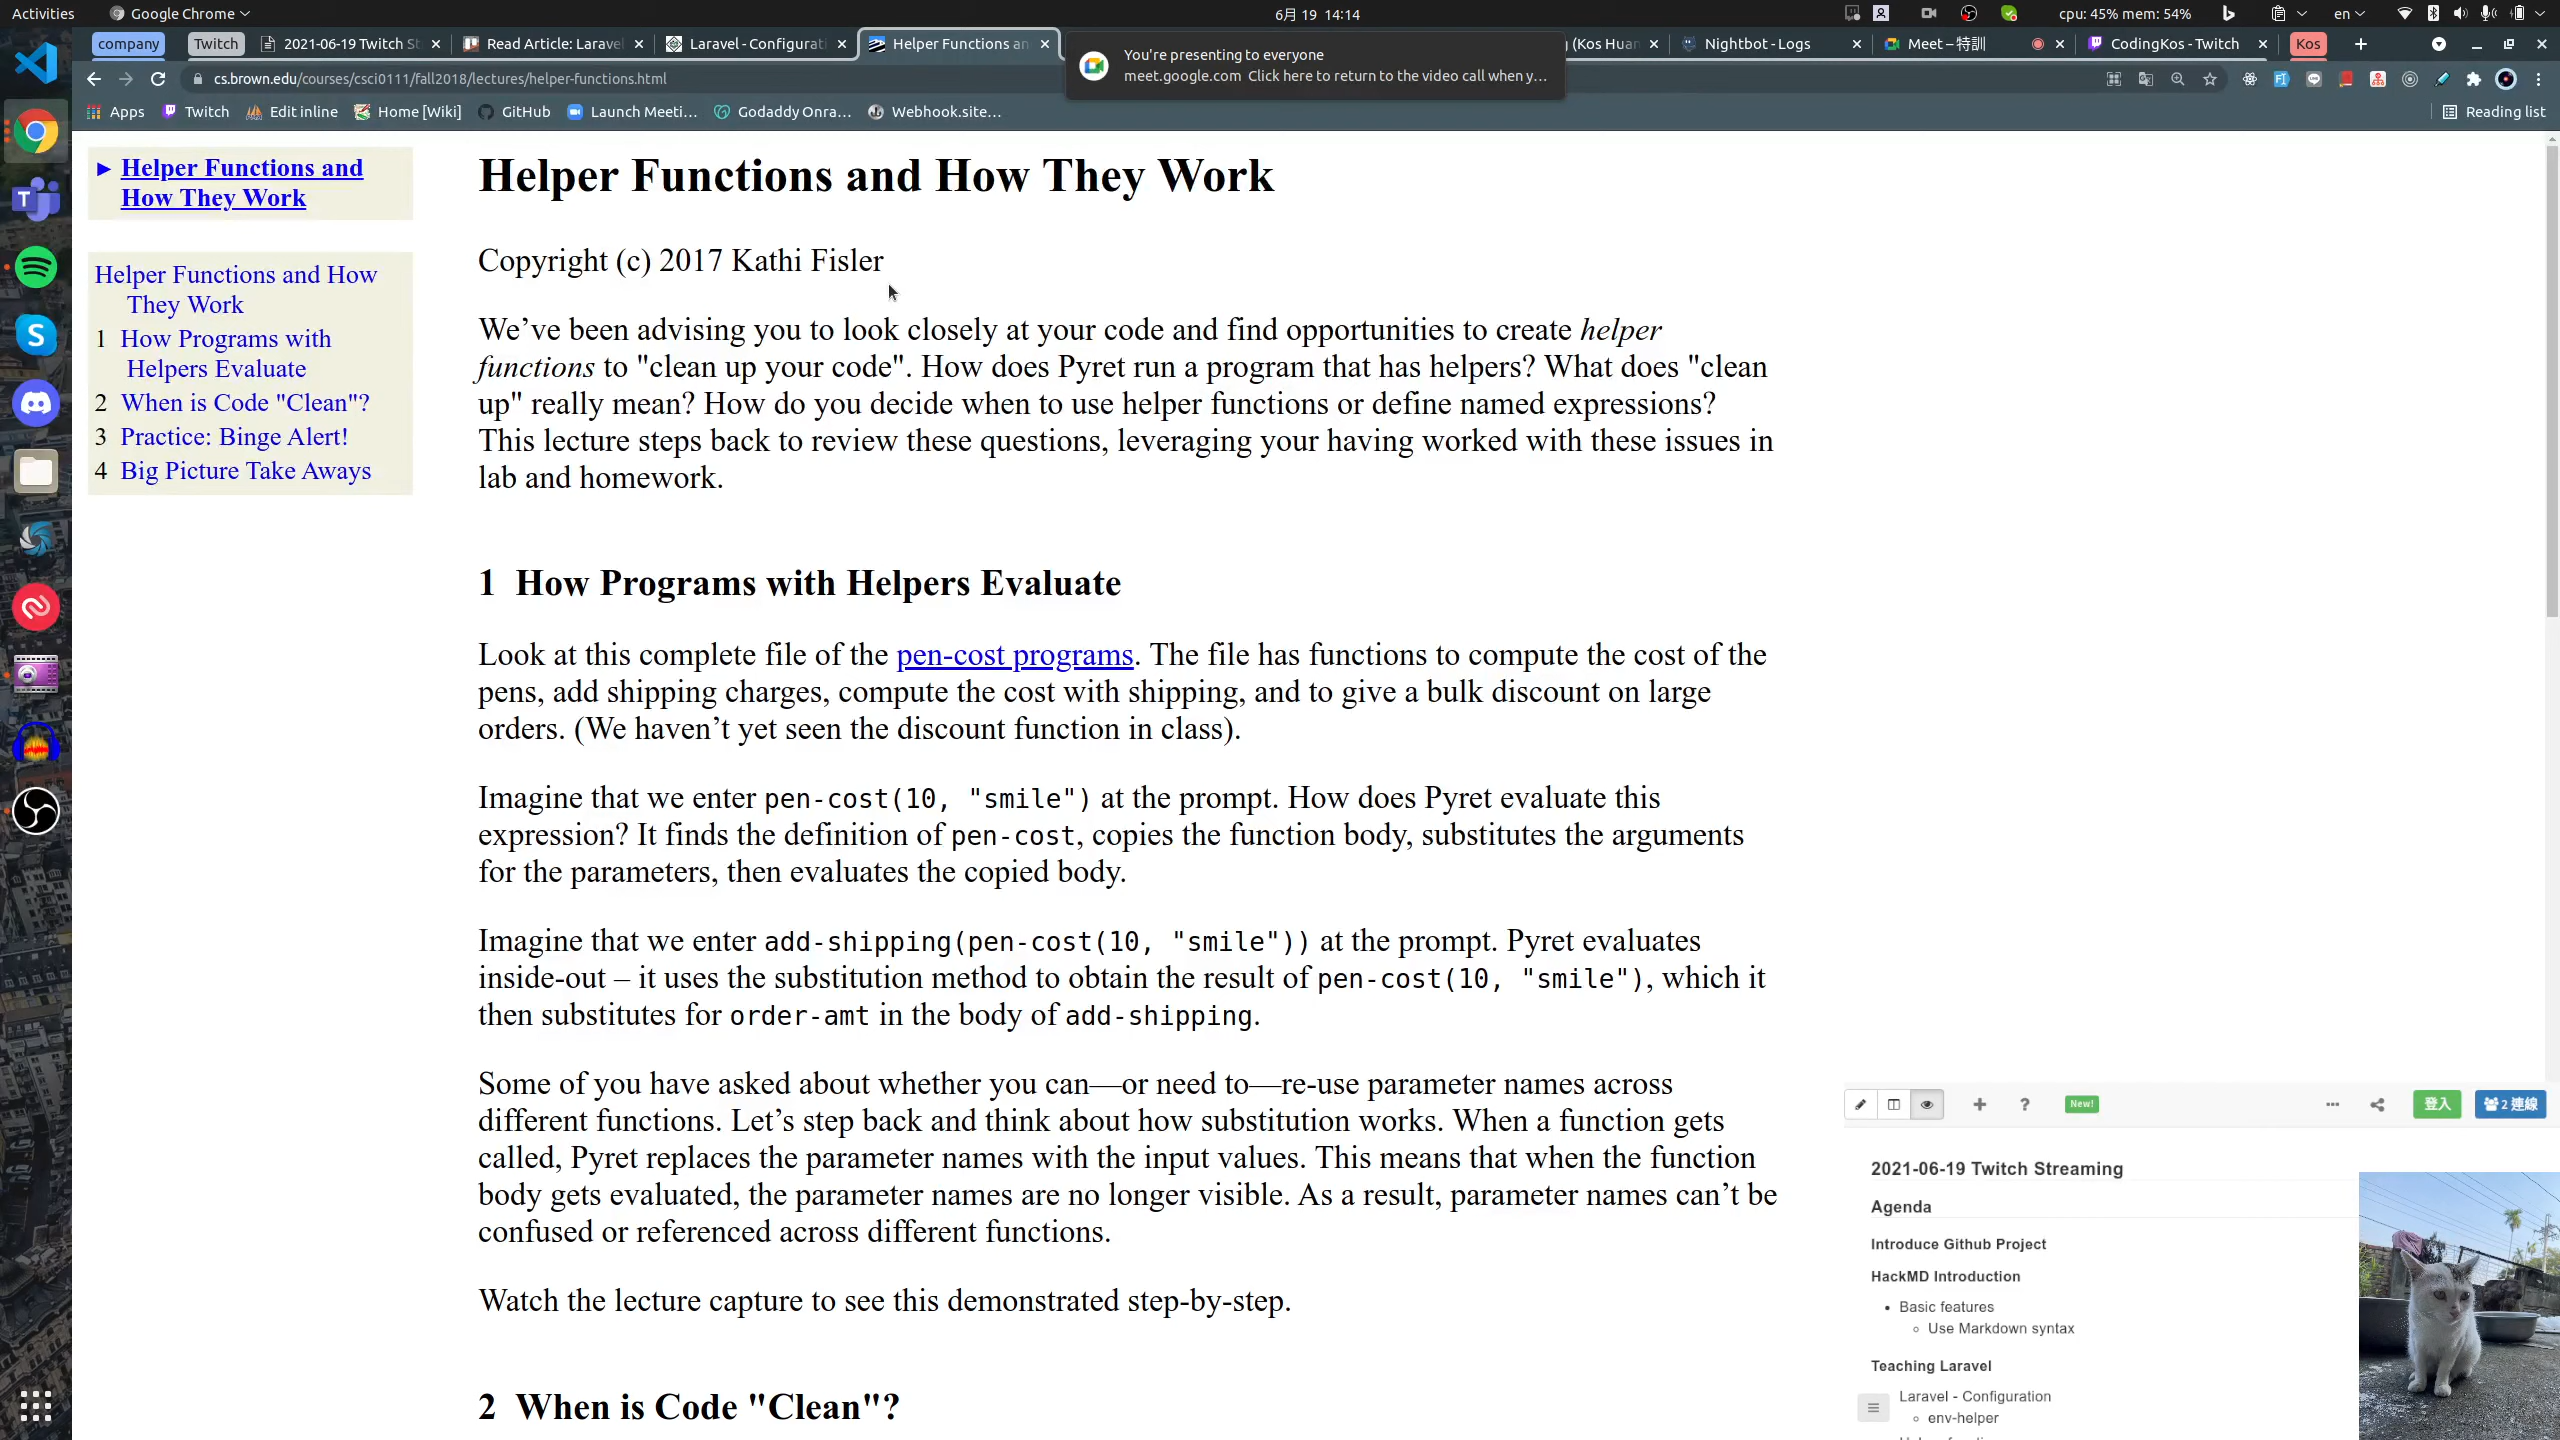 Activities
Google Chrome
6月 19 14:14
cpu: 45% mem: 54%
en
company
Twitch
2021-06-19 Twitch St
Read Article: Laravel
Laravel - Configurati
Helper Functions an
(Kos Huan
Nightbot - Logs
Meet – 特訓
CodingKos - Twitch
Kos
You're presenting to everyone
meet.google.com Click here to return to the video call when y...
cs.brown.edu/courses/csci0111/fall2018/lectures/helper-functions.html
Apps
Twitch
Edit inline
Home [Wiki]
GitHub
Launch Meeti...
Godaddy Onra...
Webhook.site...
Reading list
► Helper Functions and
How They Work
Helper Functions and How
They Work
1 How Programs with
Helpers Evaluate
2 When is Code "Clean"?
3 Practice: Binge Alert!
4 Big Picture Take Aways
Helper Functions and How They Work
Copyright (c) 2017 Kathi Fisler
We’ve been advising you to look closely at your code and find opportunities to create helper
functions to "clean up your code". How does Pyret run a program that has helpers? What does "clean
up" really mean? How do you decide when to use helper functions or define named expressions?
This lecture steps back to review these questions, leveraging your having worked with these issues in
lab and homework.
1 How Programs with Helpers Evaluate
Look at this complete file of the pen-cost programs. The file has functions to compute the cost of the
pens, add shipping charges, compute the cost with shipping, and to give a bulk discount on large
orders. (We haven’t yet seen the discount function in class).
Imagine that we enter pen-cost(10, "smile") at the prompt. How does Pyret evaluate this
expression? It finds the definition of pen-cost, copies the function body, substitutes the arguments
for the parameters, then evaluates the copied body.
Imagine that we enter add-shipping(pen-cost(10, "smile")) at the prompt. Pyret evaluates
inside-out – it uses the substitution method to obtain the result of pen-cost(10, "smile"), which it
then substitutes for order-amt in the body of add-shipping.
Some of you have asked about whether you can—or need to—re-use parameter names across
different functions. Let’s step back and think about how substitution works. When a function gets
called, Pyret replaces the parameter names with the input values. This means that when the function
body gets evaluated, the parameter names are no longer visible. As a result, parameter names can’t be
confused or referenced across different functions.
Watch the lecture capture to see this demonstrated step-by-step.
2 When is Code "Clean"?
New!
登入
2 連線
2021-06-19 Twitch Streaming
Agenda
Introduce Github Project
HackMD Introduction
Basic features
Use Markdown syntax
Teaching Laravel
Laravel - Configuration
env-helper